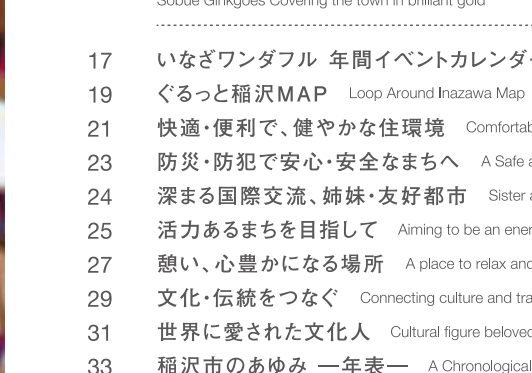 Sobue Ginkgoes Covering the town in brilliant gold
17 いなざワンダフル 年間イベントカレンダー
19 ぐるっと稲沢MAP Loop Around Inazawa Map
21 快適・便利で、健やかな住環境 Comfortab
23 防災・防犯で安心・安全なまちへ A Safe a
24 深まる国際交流、姉妹・友好都市 Sister a
25 活力あるまちを目指して Aiming to be an ener
27 憩い、心豊かになる場所 A place to relax and
29 文化・伝統をつなぐ Connecting culture and tra
31 世界に愛された文化人 Cultural figure beloved
33 稲沢市のあゆみ ―年表― A Chronological